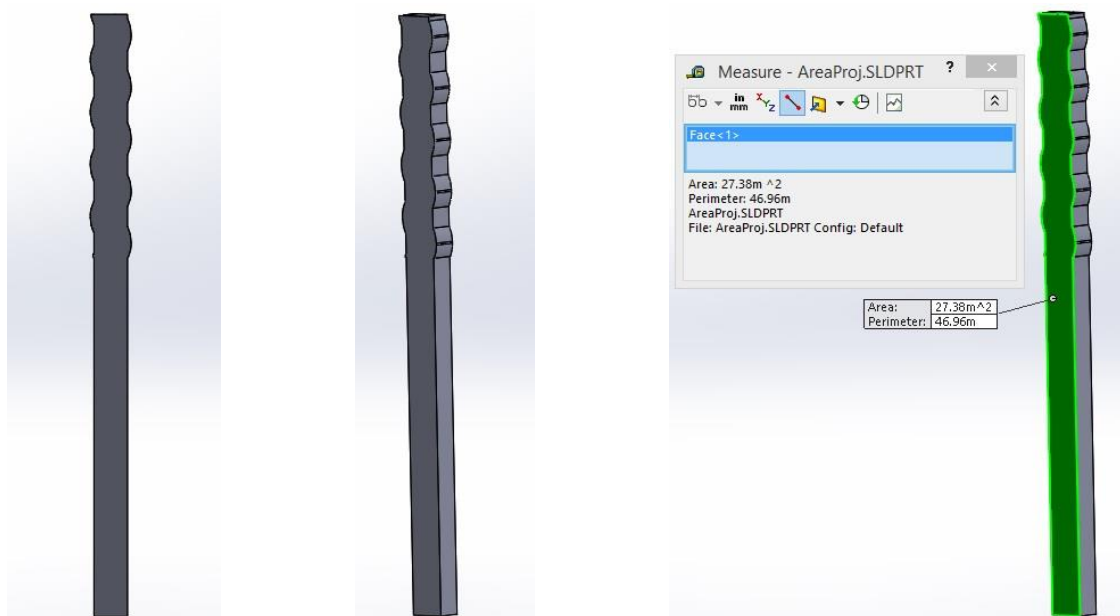 Measure - AreaProj.SLDPRT ?
in
mm
X Y Z
Face<1>
Area: 27.38m ^2
Perimeter: 46.96m
AreaProj.SLDPRT
File: AreaProj.SLDPRT Config: Default
Area: 27.38m^2
Perimeter: 46.96m